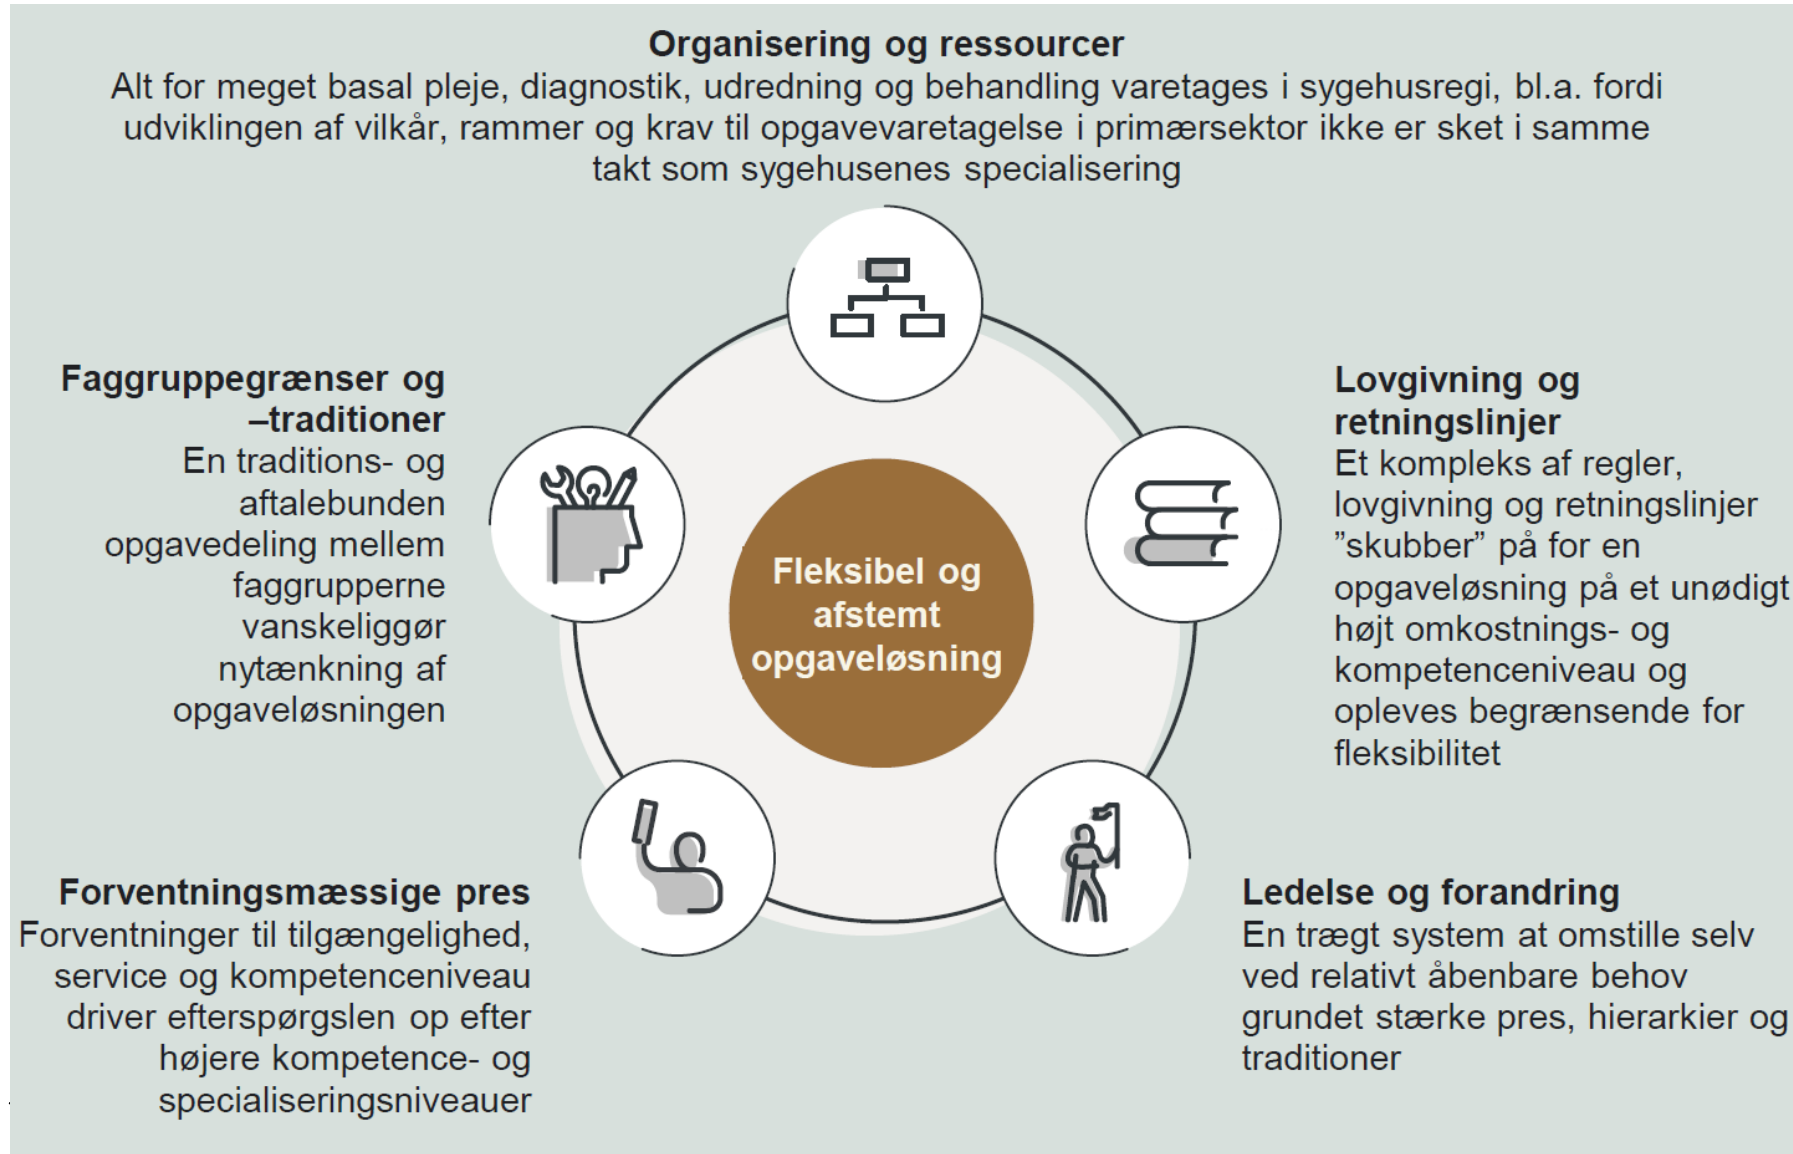 Organisering og ressourcer
Alt for meget basal pleje, diagnostik, udredning og behandling varetages i sygehusregi, bl.a. fordi
udviklingen af vilkår, rammer og krav til opgavevaretagelse i primærsektor ikke er sket i samme
takt som sygehusenes specialisering
Faggruppegrænser og
–traditioner
En traditions- og
aftalebunden
opgavedeling mellem
faggrupperne
vanskeliggør
nytænkning af
opgaveløsningen
Fleksibel og
afstemt
opgaveløsning
Lovgivning og
retningslinjer
Et kompleks af regler,
lovgivning og retningslinjer
”skubber” på for en
opgaveløsning på et unødigt
højt omkostnings- og
kompetenceniveau og
opleves begrænsende for
fleksibilitet
Forventningsmæssige pres
Forventninger til tilgængelighed,
service og kompetenceniveau
driver efterspørgslen op efter
højere kompetence- og
specialiseringsniveauer
Ledelse og forandring
En trægt system at omstille selv
ved relativt åbenbare behov
grundet stærke pres, hierarkier og
traditioner